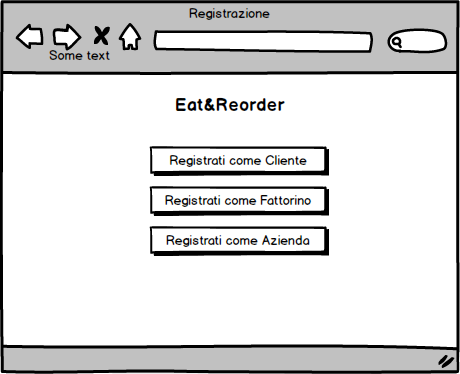 Registrazione
Some text
Eat&Reorder
Registrati come Cliente
Registrati come Fattorino
Registrati come Azienda